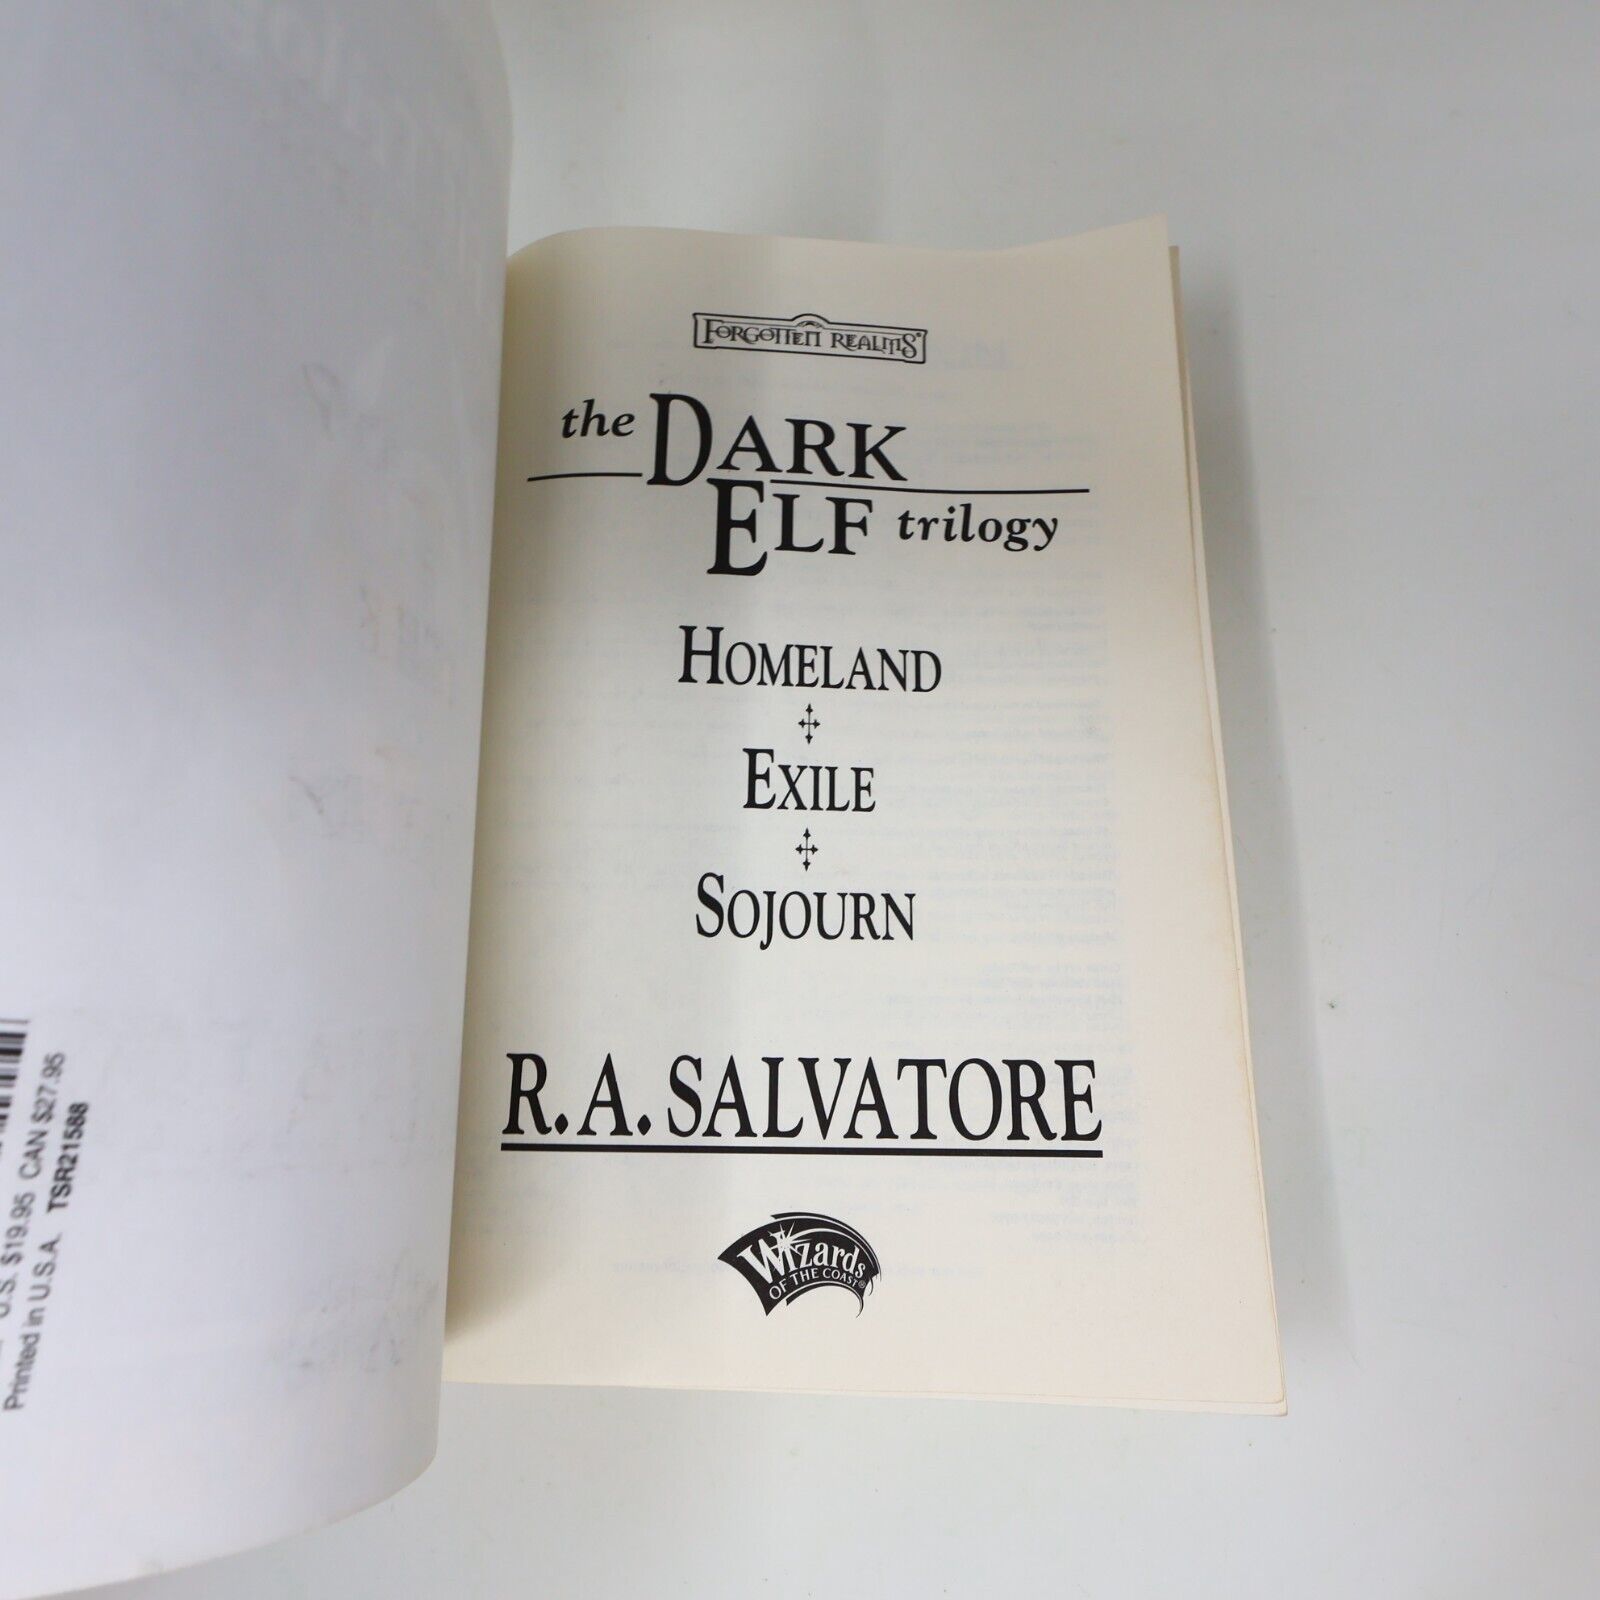 FORGOTTEN REALMS®
the DARK
ELF trilogy
HOMELAND
EXILE
SOJOURN
R.A. SALVATORE
Wizards
OF THE COAST®
U.S. $19.95 CAN $27.95
Printed in U.S.A. TSR21588